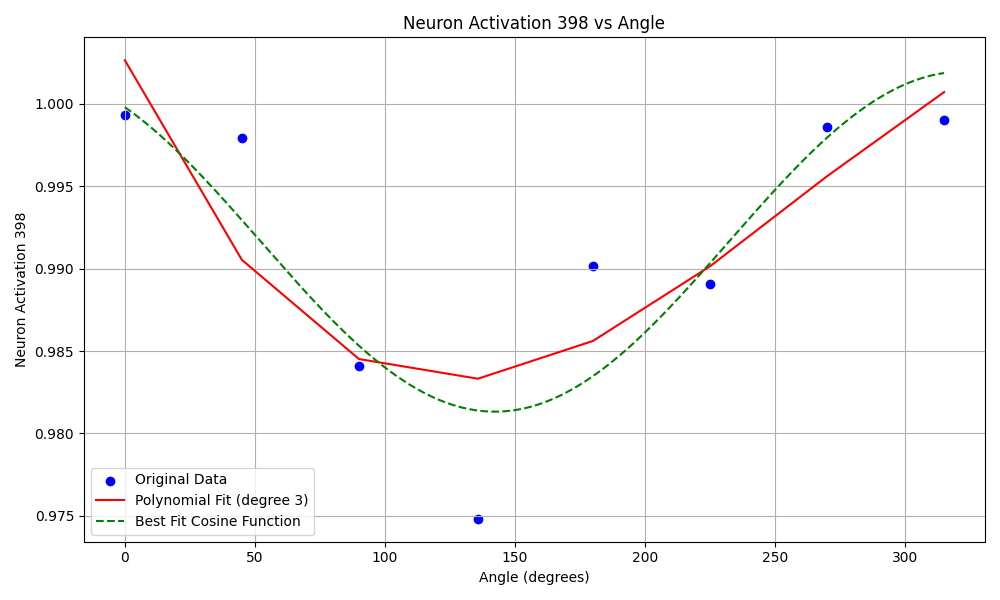 Neuron Activation 398 vs Angle
Neuron Activation 398
1.000
0.995
0.990
0.985
0.980
0.975
Original Data
Polynomial Fit (degree 3)
Best Fit Cosine Function
0 50 100 150 200 250 300
Angle (degrees)